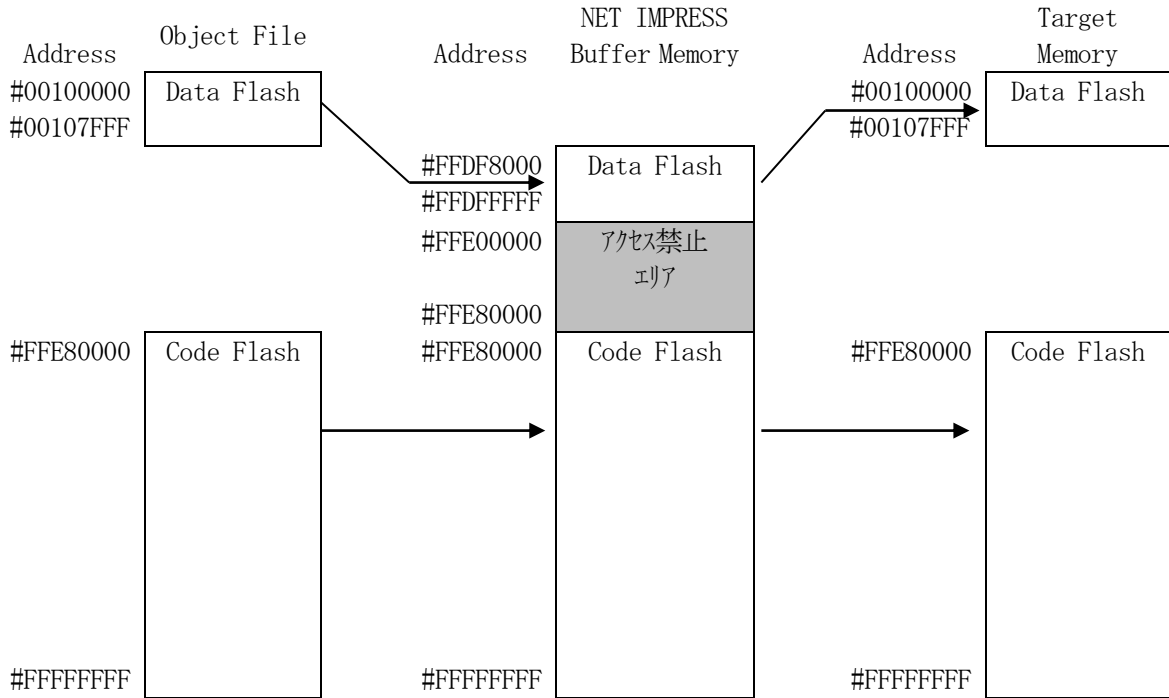 Object File
NET IMPRESS
Target
Address
Address
Buffer Memory
Address
Memory
#00100000
Data Flash
#00100000
Data Flash
#00107FFF
#00107FFF
#FFDF8000
Data Flash
#FFDFFFFF
#FFE00000
アクセス禁止
エリア
#FFE80000
#FFE80000
Code Flash
#FFE80000
Code Flash
#FFE80000
Code Flash
#FFFFFFFF
#FFFFFFFF
#FFFFFFFF